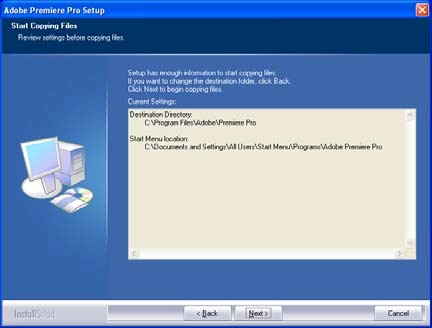 Adobe Premiere Pro Setup
Start Copying Files
Review settings before copying files.
Setup has enough information to start copying files.
If you want to change the destination folder, click Back.
Click Next to begin copying files.
Current Settings:
Destination Directory:
C:\Program Files\Adobe\Premiere Pro
Start Menu location:
C:\Documents and Settings\All Users\Start Menu\Programs\Adobe Premiere Pro
InstallShield
< Back
Next >
Cancel